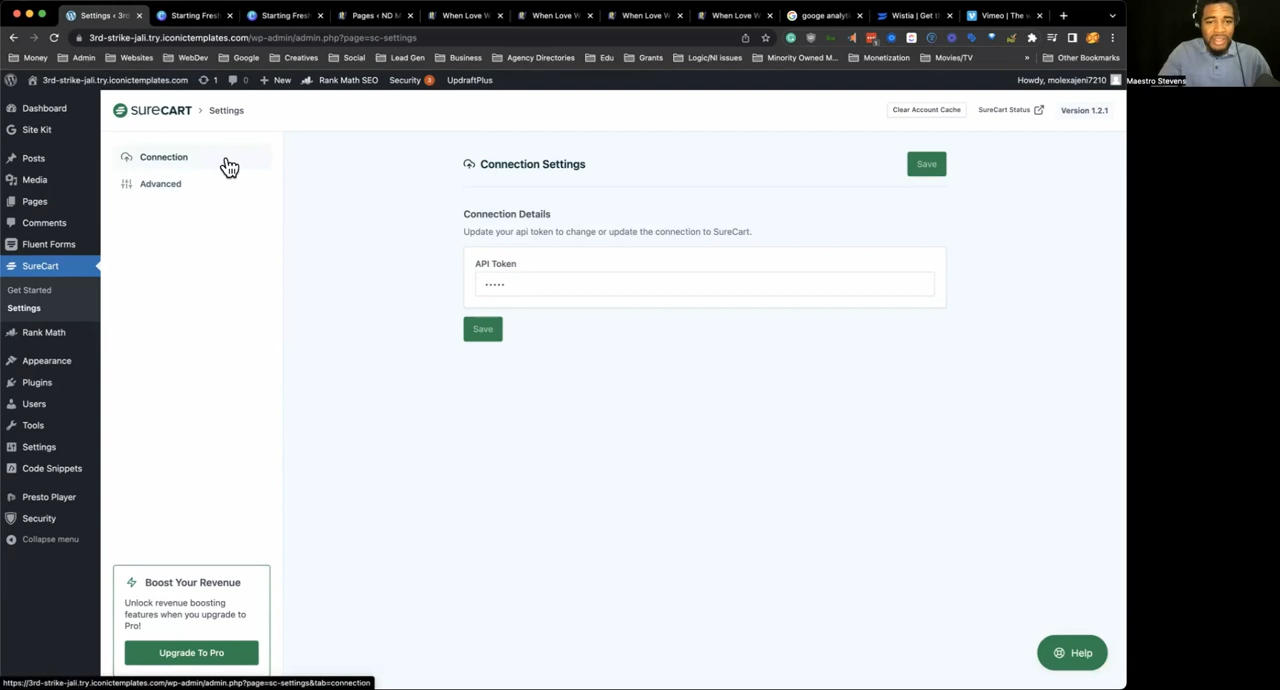 Settings ‹ 3rd-
Starting Fresh
Starting Fresh
Pages ‹ ND M
When Love W
When Love W
When Love W
When Love W
googe analyti
Wistia | Get t
Vimeo | The w
3rd-strike-jali.try.iconictemplates.com/wp-admin/admin.php?page=sc-settings
Money
Admin
Websites
WebDev
Google
Creatives
Social
Lead Gen
Business
Agency Directories
Edu
Grants
Logic/NI issues
Minority Owned M...
Monetization
Movies/TV
»
Other Bookmarks
3rd-strike-jali.try.iconictemplates.com
1
0
New
Rank Math SEO
Security
UpdraftPlus
Howdy, molexajeni7210
Maestro Stevens
Dashboard
Site Kit
Posts
Media
Pages
Comments
Fluent Forms
SureCart
Get Started
Settings
Rank Math
Appearance
Plugins
Users
Tools
Settings
Code Snippets
Presto Player
Security
Collapse menu
SURECART > Settings
Clear Account Cache
SureCart Status
Version 1.2.1
Connection
Advanced
Connection Settings
Save
Connection Details
Update your api token to change or update the connection to SureCart.
API Token
•••••
Save
Boost Your Revenue
Unlock revenue boosting
features when you upgrade to
Pro!
Upgrade To Pro
Help
https://3rd-strike-jali.try.iconictemplates.com/wp-admin/admin.php?page=sc-settings&tab=connection